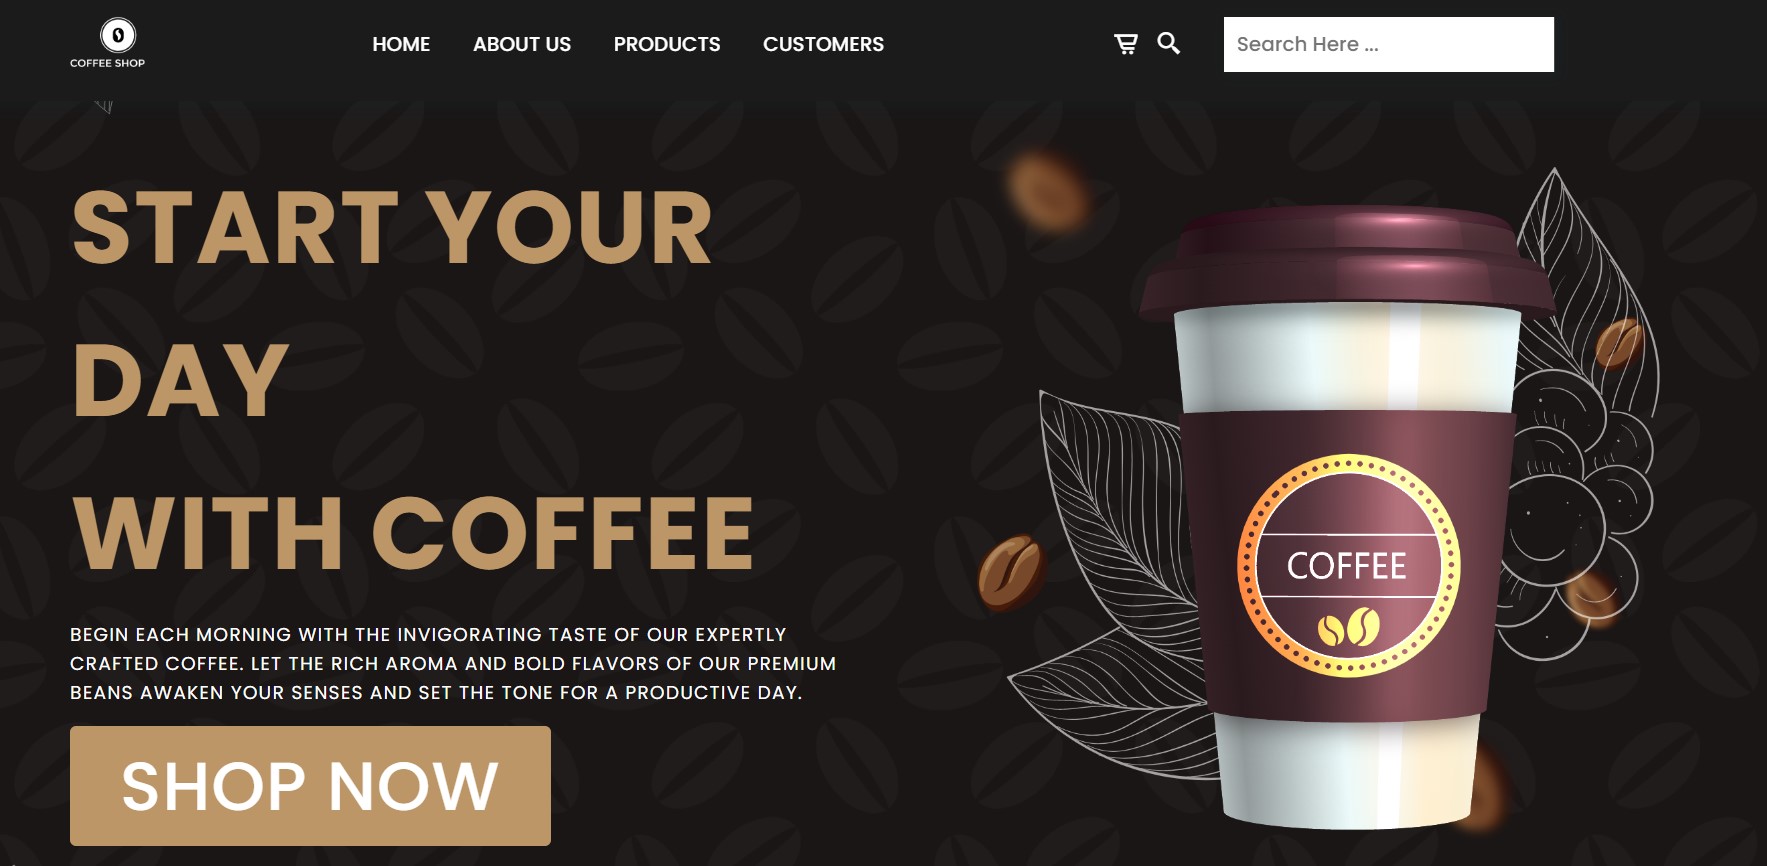 COFFEE SHOP
HOME ABOUT US PRODUCTS CUSTOMERS
Search Here ...
START YOUR
DAY
WITH COFFEE
BEGIN EACH MORNING WITH THE INVIGORATING TASTE OF OUR EXPERTLY
CRAFTED COFFEE. LET THE RICH AROMA AND BOLD FLAVORS OF OUR PREMIUM
BEANS AWAKEN YOUR SENSES AND SET THE TONE FOR A PRODUCTIVE DAY.
SHOP NOW
COFFEE